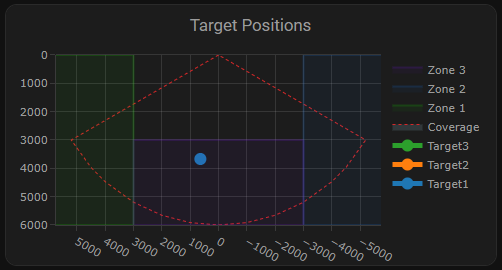 Target Positions
0
1000
2000
3000
4000
5000
6000
5000
4000
3000
2000
1000
0
−1000
−2000
−3000
−4000
−5000
Zone 3
Zone 2
Zone 1
Coverage
Target3
Target2
Target1